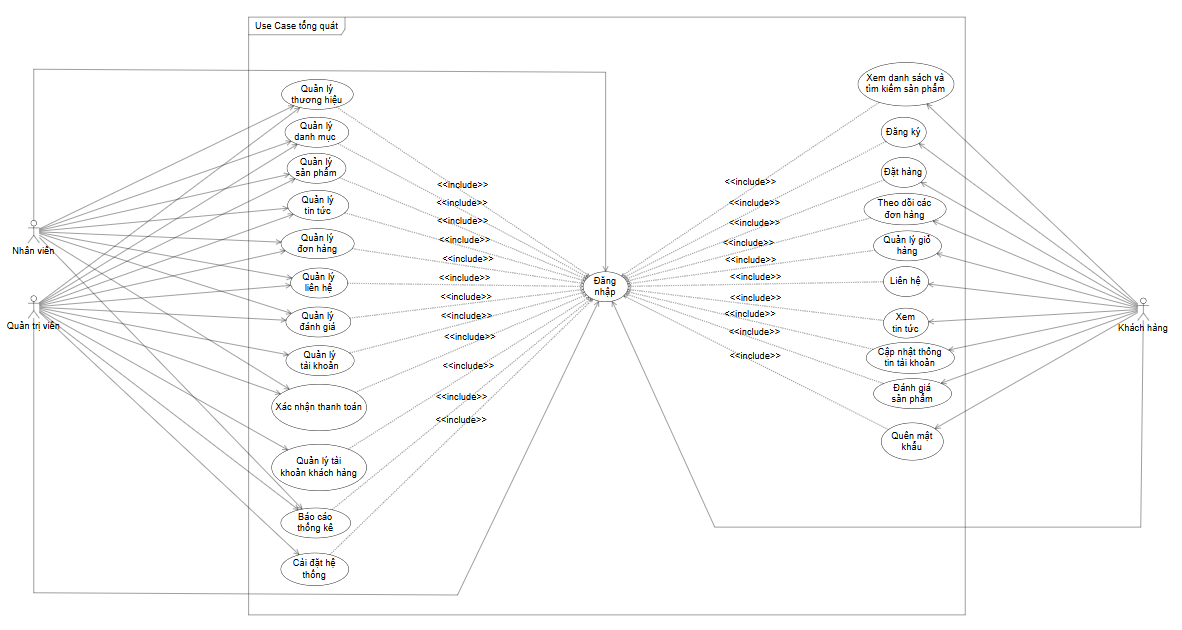 Use Case tổng quát
Quản lý
thương hiệu
Quản lý
danh mục
Quản lý
sản phẩm
Quản lý
tin tức
Quản lý
đơn hàng
Quản lý
liên hệ
Quản lý
đánh giá
Quản lý
tài khoản
Xác nhận thanh toán
Quản lý tài
khoản khách hàng
Báo cáo
thống kê
Cài đặt hệ
thống
Nhân viên
Quản trị viên
<<include>>
<<include>>
<<include>>
<<include>>
<<include>>
<<include>>
<<include>>
<<include>>
<<include>>
<<include>>
<<include>>
<<include>>
Đăng
nhập
<<include>>
<<include>>
<<include>>
<<include>>
<<include>>
<<include>>
<<include>>
<<include>>
<<include>>
<<include>>
Xem danh sách và
tìm kiếm sản phẩm
Đăng ký
Đặt hàng
Theo dõi các
đơn hàng
Quản lý giỏ
hàng
Liên hệ
Xem
tin tức
Cập nhật thông
tin tài khoản
Đánh giá
sản phẩm
Quên mật
khẩu
Khách hàng